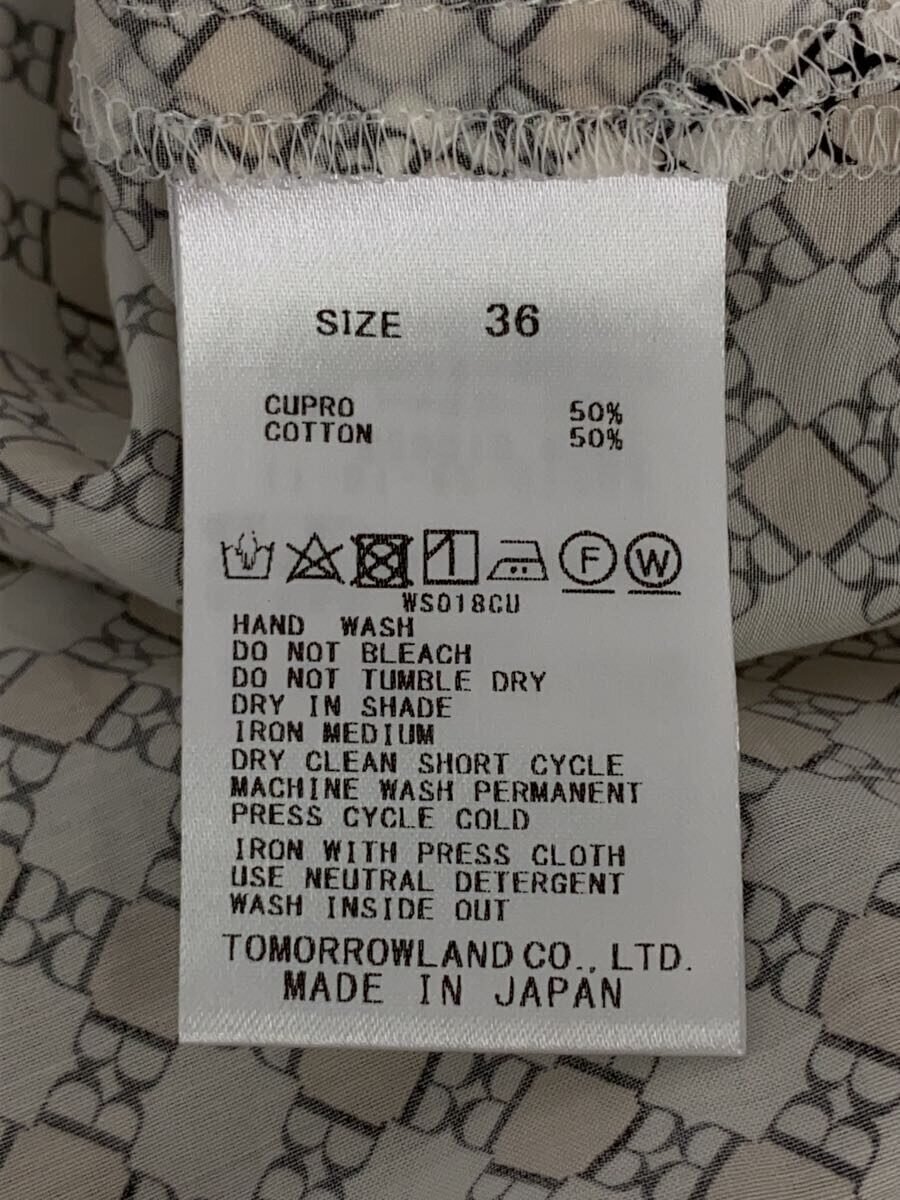 SIZE 36
CUPRO 50%
COTTON 50%
F W
WS018CU
HAND WASH
DO NOT BLEACH
DO NOT TUMBLE DRY
DRY IN SHADE
IRON MEDIUM
DRY CLEAN SHORT CYCLE
MACHINE WASH PERMANENT
PRESS CYCLE COLD
IRON WITH PRESS CLOTH
USE NEUTRAL DETERGENT
WASH INSIDE OUT
TOMORROWLAND CO., LTD.
MADE IN JAPAN